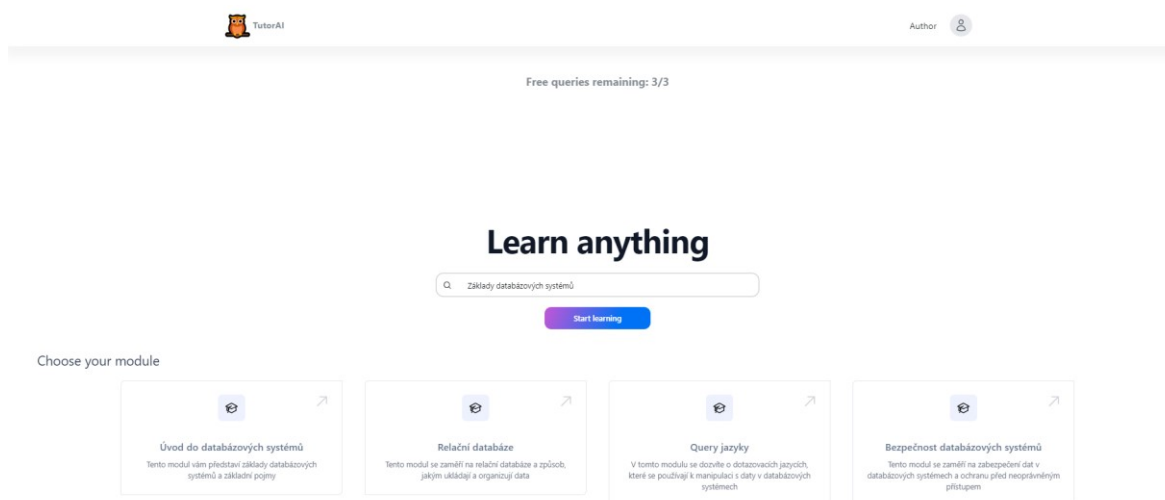 TutorAI
Author
Free queries remaining: 3/3
Learn anything
Základy databázových systémů
Start learning
Choose your module
Úvod do databázových systémů
Tento modul vám představí základy databázových
systémů a základní pojmy
Relační databáze
Tento modul se zaměří na relační databáze a způsob,
jakým ukládají a organizují data
Query jazyky
V tomto modulu se dozvíte o dotazovacích jazycích,
které se používají k manipulaci s daty v databázových
systémech
Bezpečnost databázových systémů
Tento modul se zaměří na zabezpečení dat v
databázových systémech a ochranu před neoprávněným
přístupem